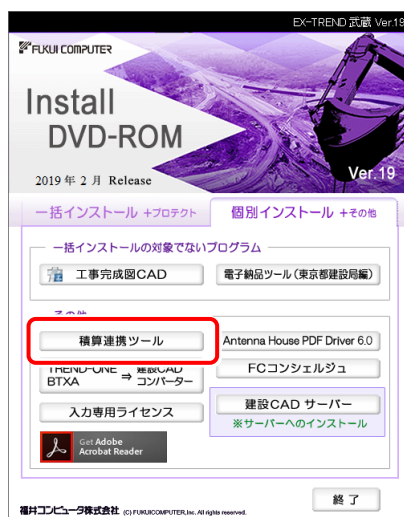 EX-TREND 武蔵 Ver.19
FUKUI COMPUTER
Install
DVD-ROM
2019 年 2 月 Release
Ver.19
一括インストール +プロテクト
個別インストール +その他
一括インストールの対象でないプログラム
工事完成図CAD
電子納品ツール(東京都建設局編)
その他
積算連携ツール
Antenna House PDF Driver 6.0
TREND-ONE ⇒ 建設CAD
BTXA コンバーター
FCコンシェルジュ
入力専用ライセンス
建設CAD サーバー
※サーバーへのインストール
Get Adobe
Acrobat Reader
終了
福井コンピュータ株式会社 (C) FUKUICOMPUTER, Inc. All rights reserved.